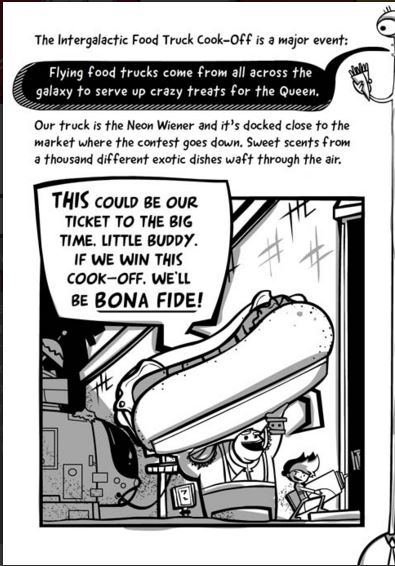 The Intergalactic Food Truck Cook-Off is a major event:
Flying food trucks come from all across the
galaxy to serve up crazy treats for the Queen.
Our truck is the Neon Wiener and it's docked close to the
market where the contest goes down. Sweet scents from
a thousand different exotic dishes waft through the air.
THIS COULD BE OUR
TICKET TO THE BIG
TIME, LITTLE BUDDY.
IF WE WIN THIS
COOK-OFF, WE'LL
BE BONA FIDE!